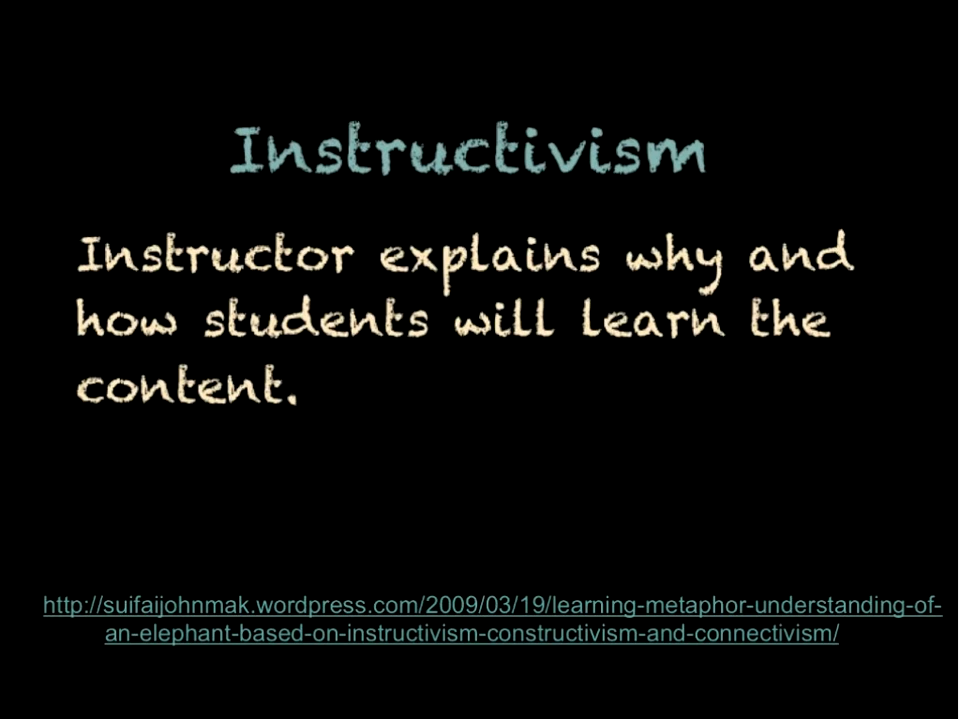 Instructivism
Instructor explains why and
how students will learn the
content.
http://suifaijohnmak.wordpress.com/2009/03/19/learning-metaphor-understanding-of-
an-elephant-based-on-instructivism-constructivism-and-connectivism/